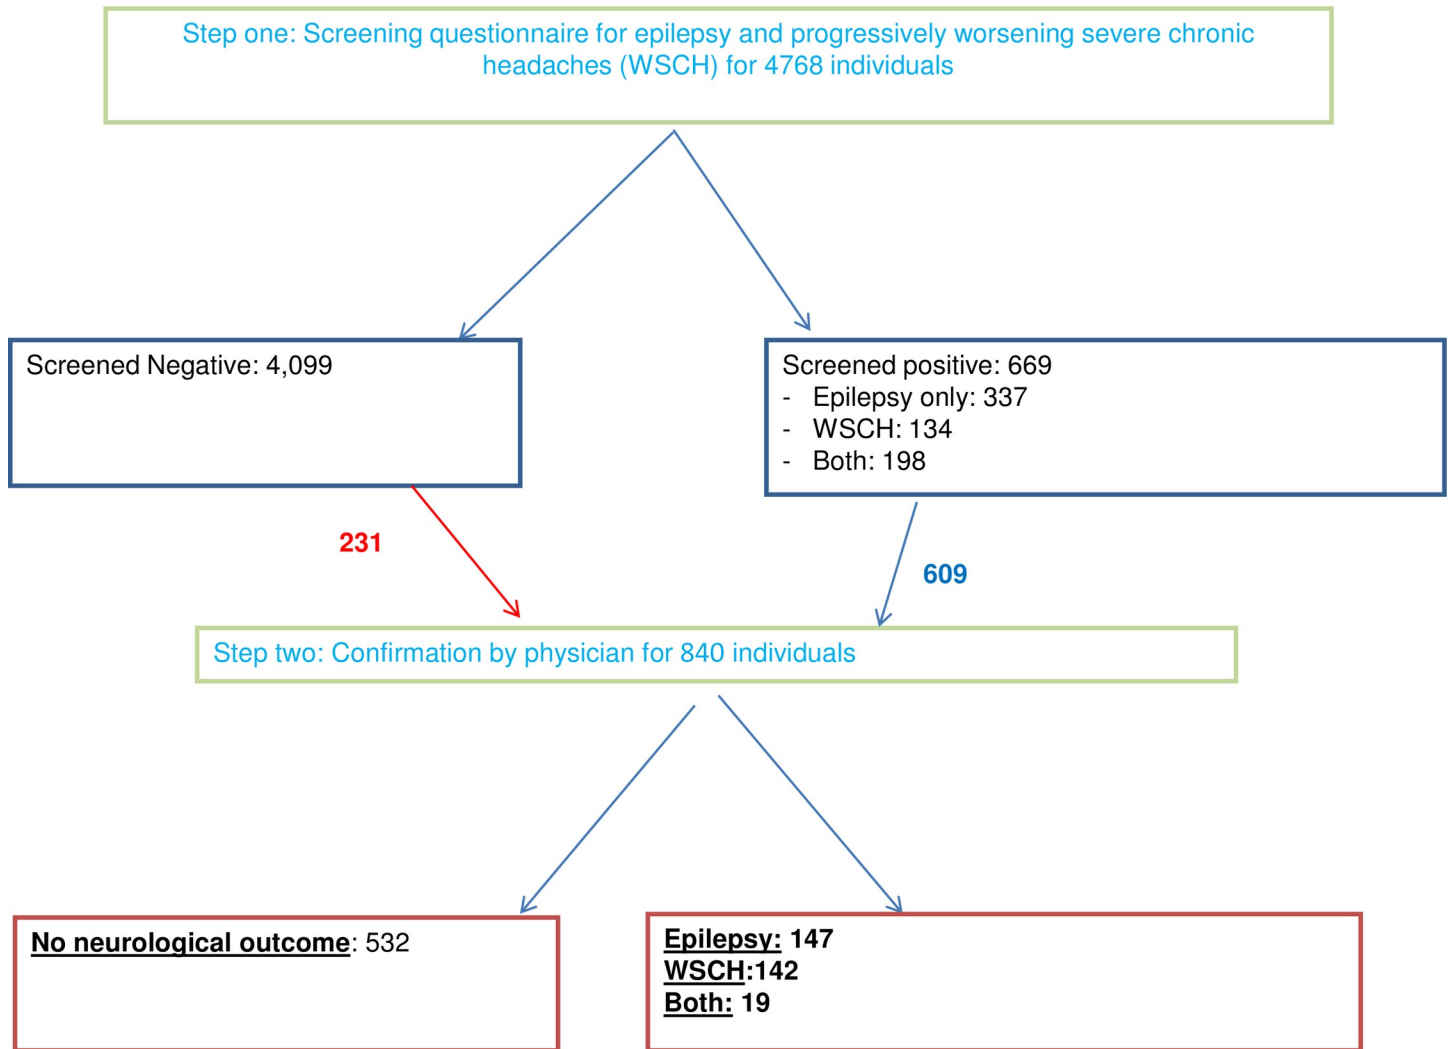 Step one: Screening questionnaire for epilepsy and progressively worsening severe chronic
headaches (WSCH) for 4768 individuals
Screened Negative: 4,099
Screened positive: 669
- Epilepsy only: 337
- WSCH: 134
- Both: 198
231
609
Step two: Confirmation by physician for 840 individuals
No neurological outcome: 532
Epilepsy: 147
WSCH:142
Both: 19